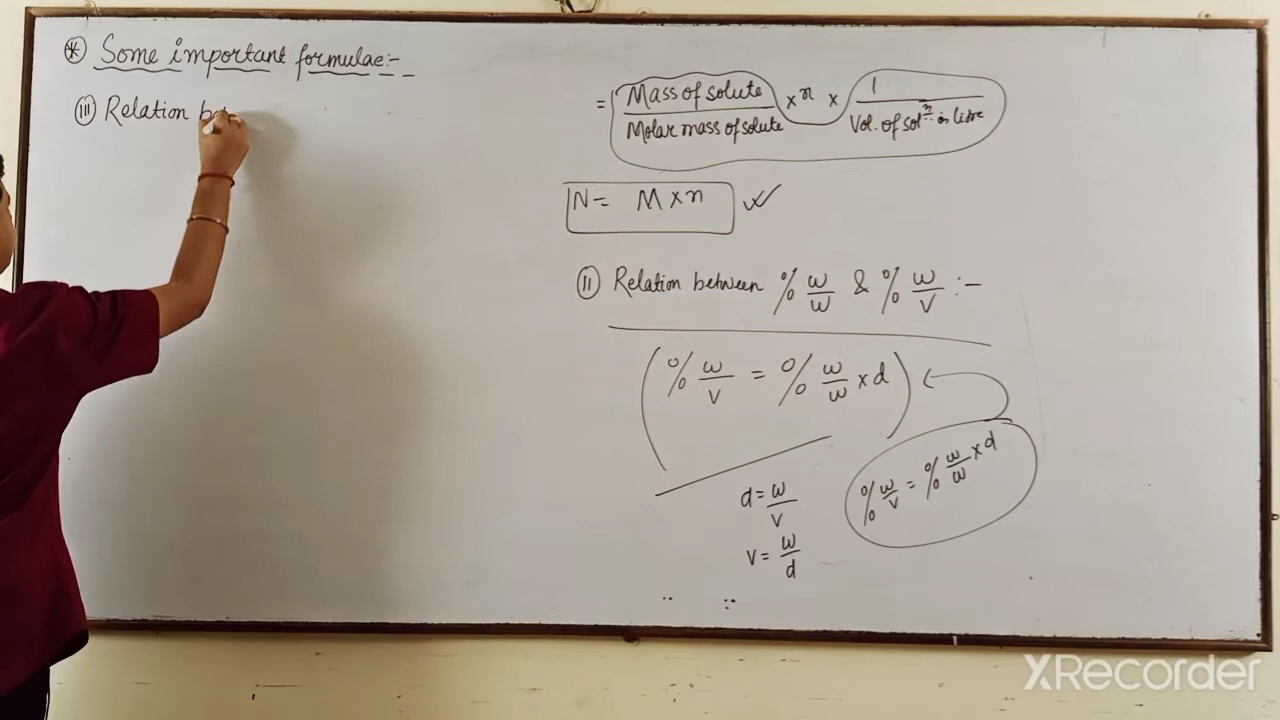 * Some important formulae:-
(III) Relation bet
= Mass of solute / Molar mass of solute × n × 1 / Vol. of solⁿ in litre
N = M × n
(II) Relation between % w/w & % w/V :-
% w/V = % w/w × d
d = w/V
V = w/d
% w/V = % w/w × d
XRecorder